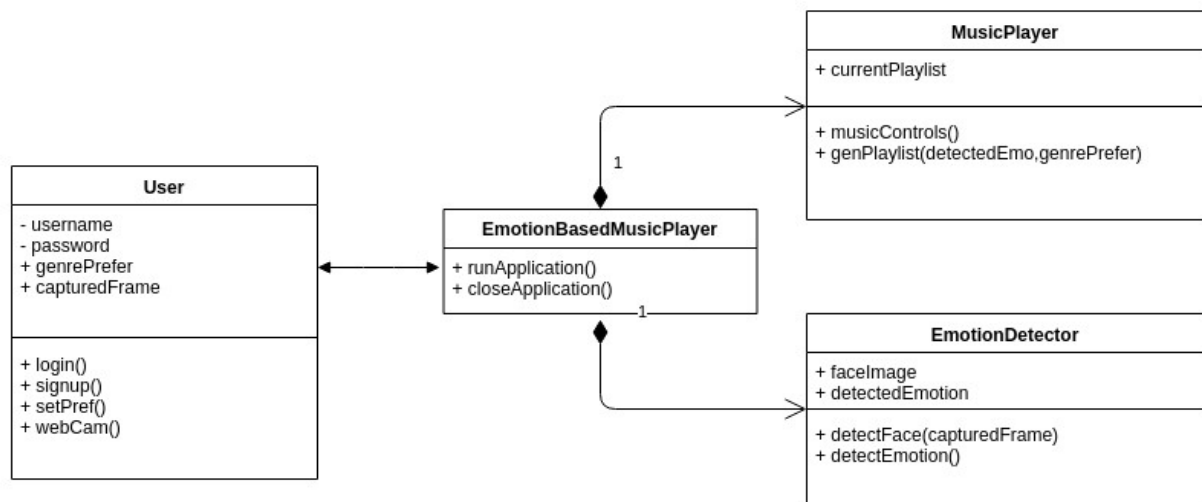 User
- username
- password
+ genrePrefer
+ capturedFrame
+ login()
+ signup()
+ setPref()
+ webCam()
EmotionBasedMusicPlayer
+ runApplication()
+ closeApplication()
1
1
MusicPlayer
+ currentPlaylist
+ musicControls()
+ genPlaylist(detectedEmo,genrePrefer)
EmotionDetector
+ faceImage
+ detectedEmotion
+ detectFace(capturedFrame)
+ detectEmotion()